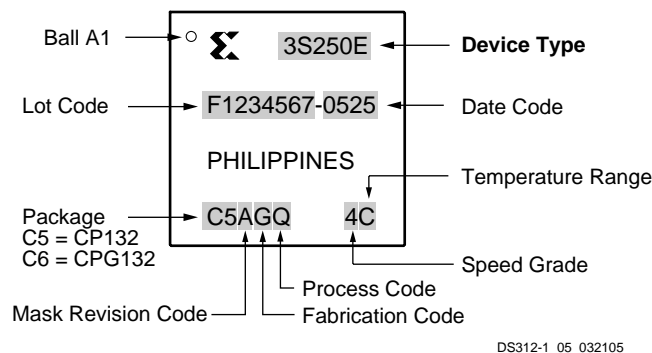 Ball A1
3S250E
Device Type
Lot Code
F1234567-0525
Date Code
PHILIPPINES
Temperature Range
Package
C5 = CP132
C6 = CPG132
C5AGQ
4C
Speed Grade
Process Code
Mask Revision Code
Fabrication Code
DS312-1_05_032105